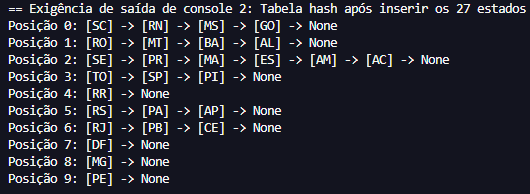 == Exigência de saída de console 2: Tabela hash após inserir os 27 estados
Posição 0: [SC] -> [RN] -> [MS] -> [GO] -> None
Posição 1: [RO] -> [MT] -> [BA] -> [AL] -> None
Posição 2: [SE] -> [PR] -> [MA] -> [ES] -> [AM] -> [AC] -> None
Posição 3: [TO] -> [SP] -> [PI] -> None
Posição 4: [RR] -> None
Posição 5: [RS] -> [PA] -> [AP] -> None
Posição 6: [RJ] -> [PB] -> [CE] -> None
Posição 7: [DF] -> None
Posição 8: [MG] -> None
Posição 9: [PE] -> None